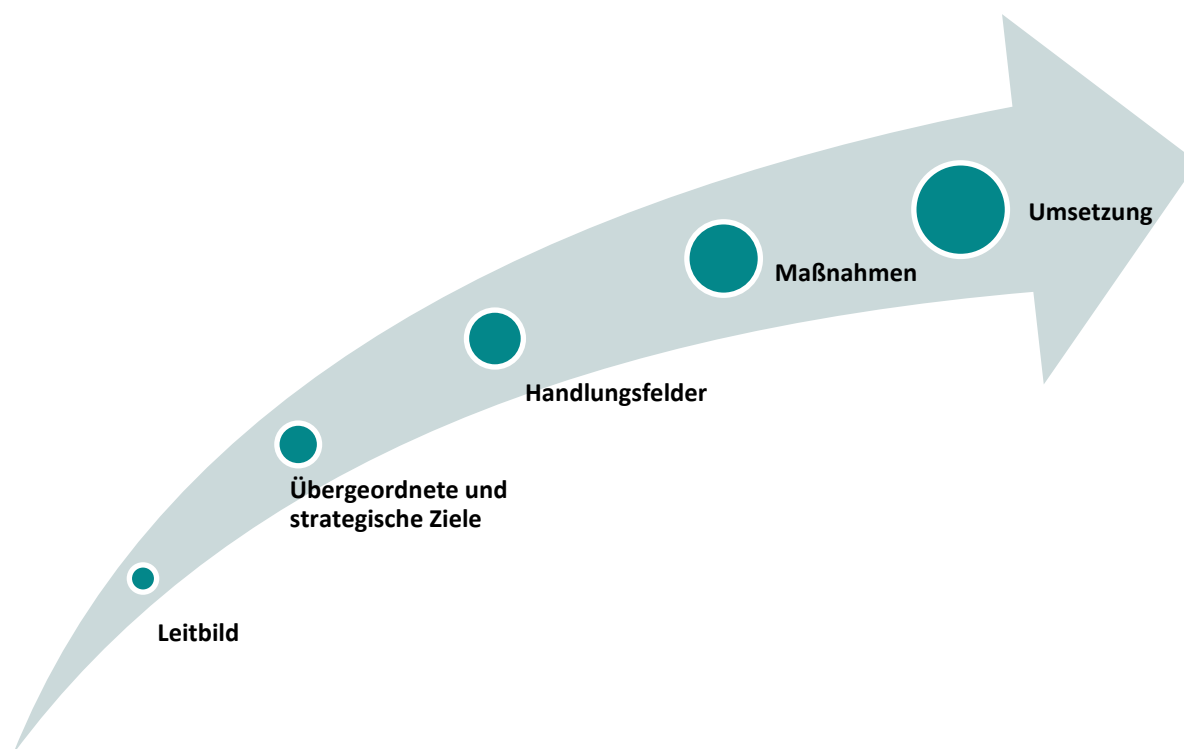 Leitbild
Übergeordnete und
strategische Ziele
Handlungsfelder
Maßnahmen
Umsetzung